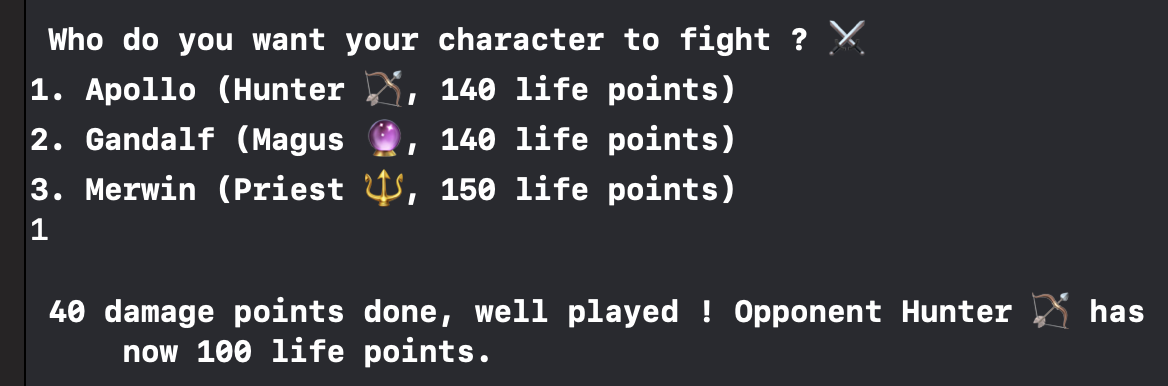 Who do you want your character to fight ? ⚔️
1. Apollo (Hunter 🏹, 140 life points)
2. Gandalf (Magus 🔮, 140 life points)
3. Merwin (Priest 🔱, 150 life points)
1
40 damage points done, well played ! Opponent Hunter 🏹 has
now 100 life points.